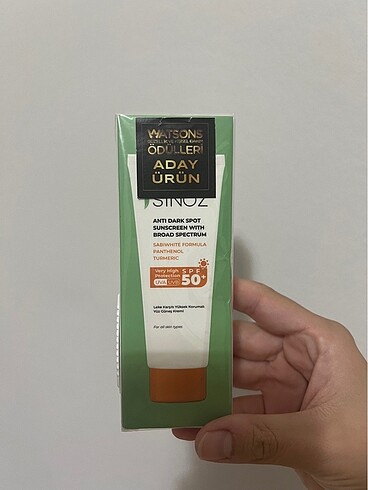 WATSONS
GÜZELLİK VE KİŞİSEL BAKIM
ÖDÜLLERİ
ADAY
ÜRÜN
SİNOZ
ANTI DARK SPOT
SUNSCREEN WITH
BROAD SPECTRUM
SABIWHITE FORMULA
PANTHENOL
TURMERIC
Very High
Protection
UVA UVB
SPF
50+
Leke Karşıtı Yüksek Korumalı
Yüz Güneş Kremi
For all skin types